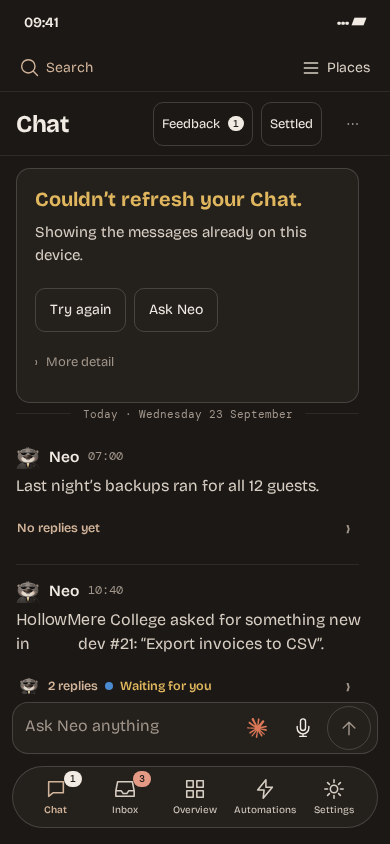 09:41
Search
Places
Chat
Feedback 1
Settled
...
Couldn’t refresh your Chat.
Showing the messages already on this
device.
Try again
Ask Neo
› More detail
Today · Wednesday 23 September
Neo 07:00
Last night’s backups ran for all 12 guests.
No replies yet
Neo 10:40
HollowMere College asked for something new
in dev #21: “Export invoices to CSV”.
2 replies
Waiting for you
Ask Neo anything
1
3
Chat
Inbox
Overview
Automations
Settings